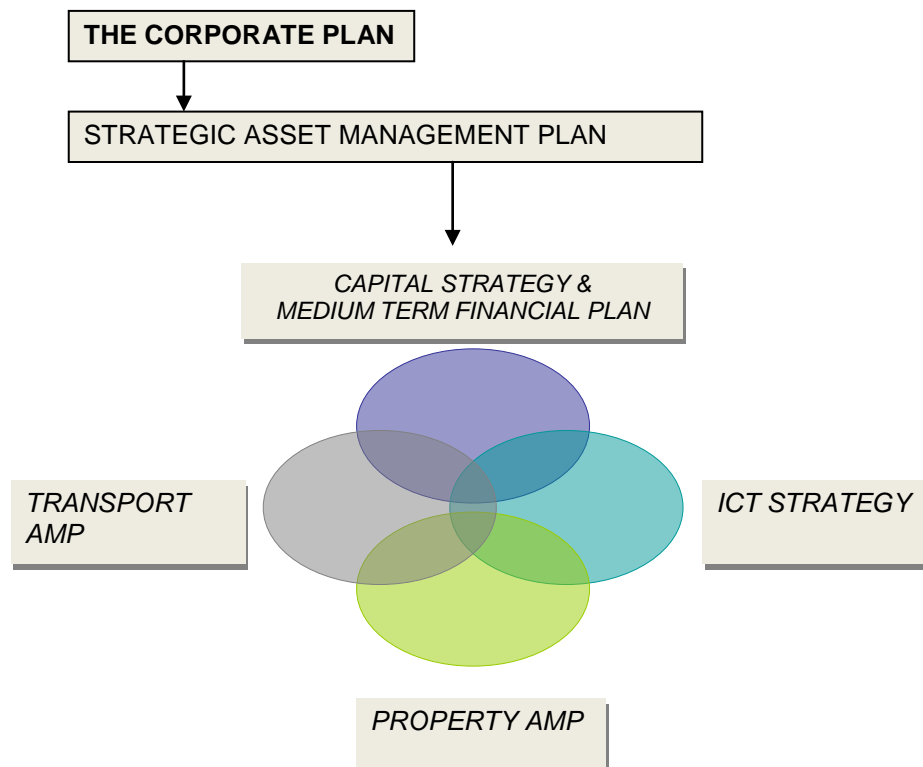 THE CORPORATE PLAN
STRATEGIC ASSET MANAGEMENT PLAN
CAPITAL STRATEGY &
MEDIUM TERM FINANCIAL PLAN
TRANSPORT
AMP
ICT STRATEGY
PROPERTY AMP